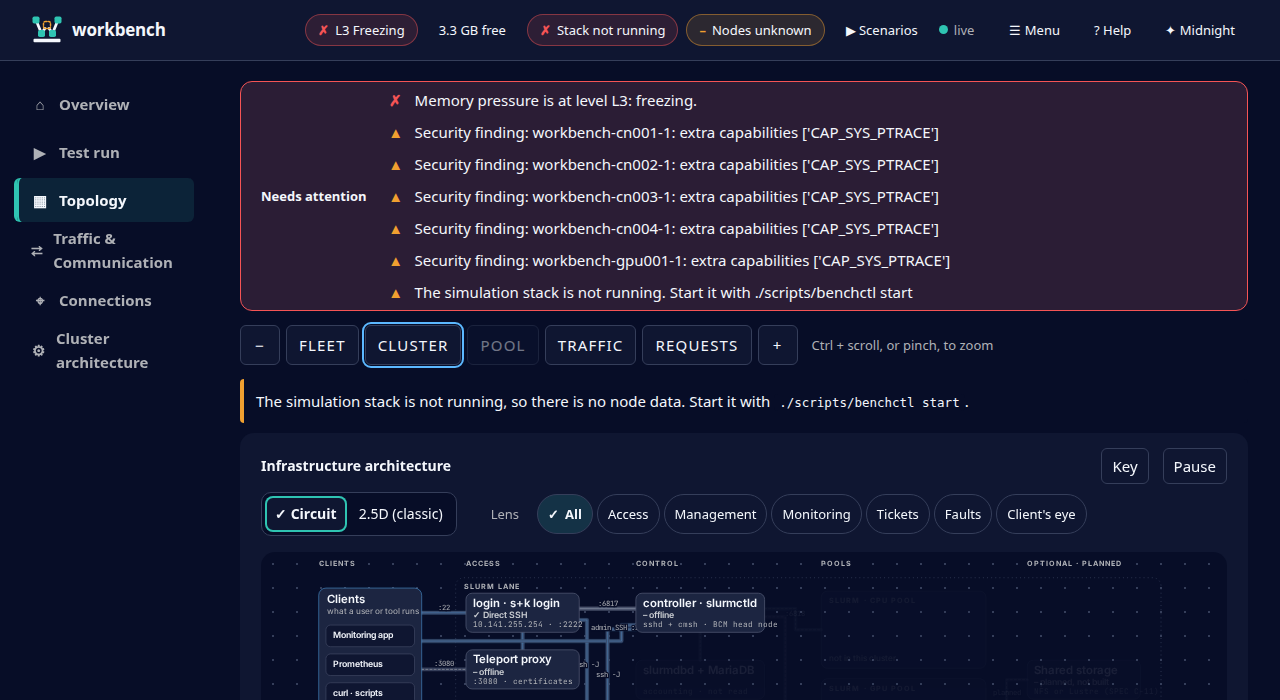 workbench
✗ L3 Freezing
3.3 GB free
✗ Stack not running
– Nodes unknown
▶ Scenarios
live
☰ Menu
? Help
✦ Midnight
Overview
Test run
Topology
Traffic &
Communication
Connections
Cluster
architecture
Needs attention
✗ Memory pressure is at level L3: freezing.
▲ Security finding: workbench-cn001-1: extra capabilities ['CAP_SYS_PTRACE']
▲ Security finding: workbench-cn002-1: extra capabilities ['CAP_SYS_PTRACE']
▲ Security finding: workbench-cn003-1: extra capabilities ['CAP_SYS_PTRACE']
▲ Security finding: workbench-cn004-1: extra capabilities ['CAP_SYS_PTRACE']
▲ Security finding: workbench-gpu001-1: extra capabilities ['CAP_SYS_PTRACE']
▲ The simulation stack is not running. Start it with ./scripts/benchctl start
− FLEET CLUSTER POOL TRAFFIC REQUESTS + Ctrl + scroll, or pinch, to zoom
The simulation stack is not running, so there is no node data. Start it with ./scripts/benchctl start .
Infrastructure architecture
Key
Pause
✓ Circuit
2.5D (classic)
Lens
✓ All
Access
Management
Monitoring
Tickets
Faults
Client's eye
CLIENTS
ACCESS
CONTROL
POOLS
OPTIONAL · PLANNED
SLURM LANE
Clients
what a user or tool runs
Monitoring app
Prometheus
curl · scripts
:22
:3080
login · s+k login
✓ Direct SSH
10.141.255.254 · :2222
:6817
admin SSH
controller · slurmctld
– offline
sshd + cmsh · BCM head node
Teleport proxy
– offline
:3080 · certificates
ssh -J
slurmdbd + MariaDB
Shared storage